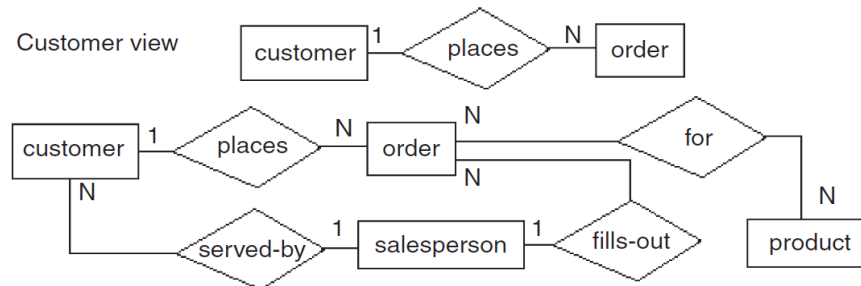 Customer view
customer 1 places N order
customer 1 places N order N for
N N
N
served-by 1 salesperson 1 fills-out product